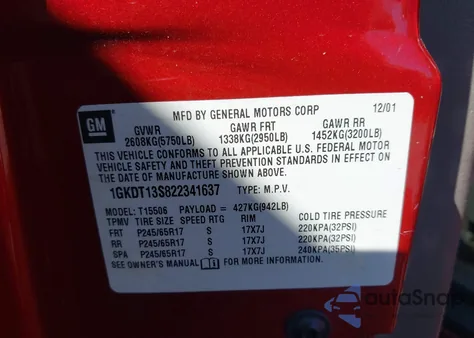 GM
MFD BY GENERAL MOTORS CORP 12/01
GVWR GAWR FRT GAWR RR
2608KG(5750LB) 1338KG(2950LB) 1452KG(3200LB)
THIS VEHICLE CONFORMS TO ALL APPLICABLE U.S. FEDERAL MOTOR
VEHICLE SAFETY AND THEFT PREVENTION STANDARDS IN EFFECT ON
THE DATE OF MANUFACTURE SHOWN ABOVE.
1GKDT13S822341637 TYPE: M.P.V.
MODEL: T15506 PAYLOAD = 427KG(942LB)
TPMV TIRE SIZE SPEED RTG RIM COLD TIRE PRESSURE
FRT P245/65R17 S 17X7J 220KPA(32PSI)
RR P245/65R17 S 17X7J 220KPA(32PSI)
SPA P245/65R17 S 17X7J 240KPA(35PSI)
SEE OWNER'S MANUAL FOR MORE INFORMATION.
autoSnap